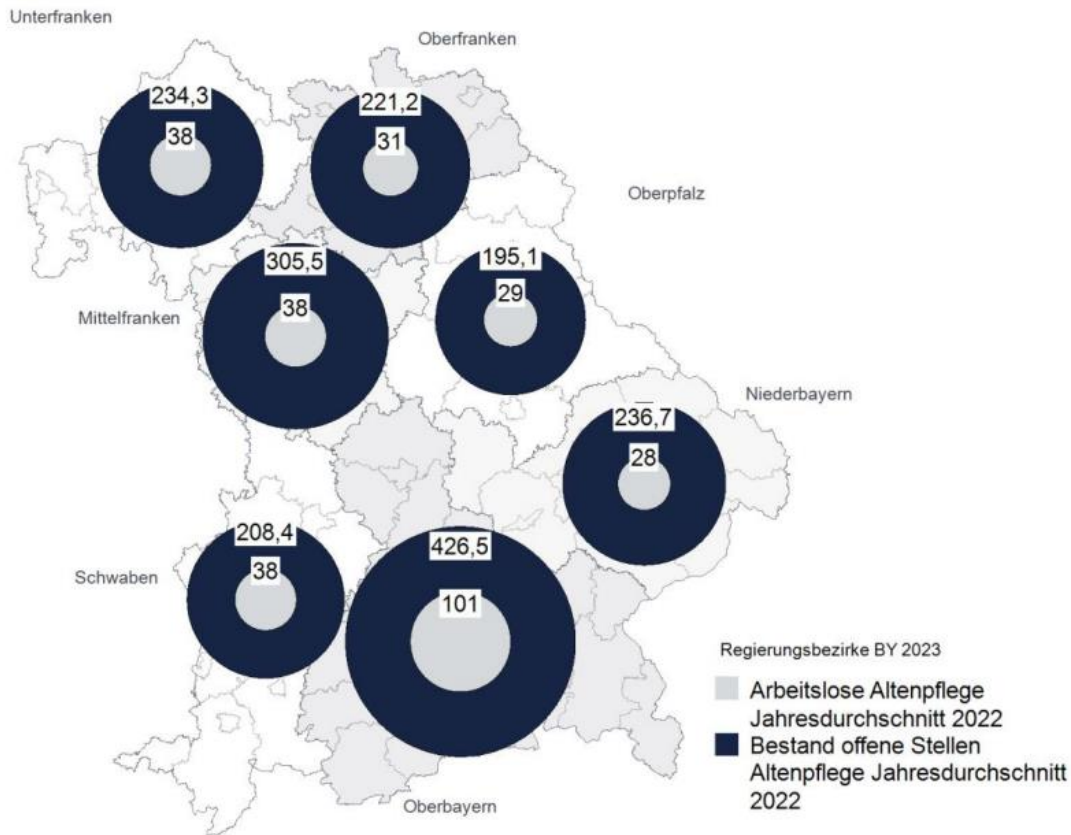 Unterfranken
Oberfranken
234,3
38
221,2
31
Oberpfalz
305,5
38
195,1
29
Mittelfranken
Niederbayern
236,7
28
208,4
38
Schwaben
426,5
101
Oberbayern
Regierungsbezirke BY 2023
Arbeitslose Altenpflege
Jahresdurchschnitt 2022
Bestand offene Stellen
Altenpflege Jahresdurchschnitt
2022